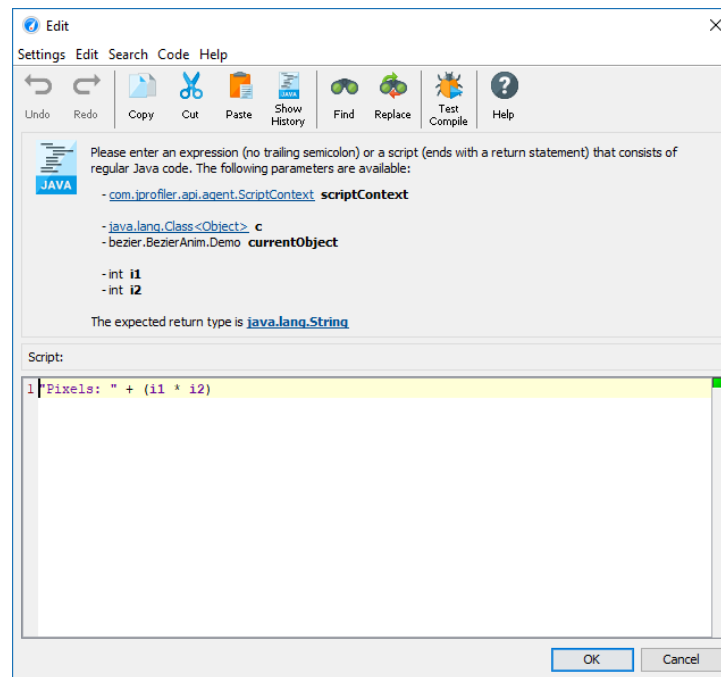 Edit
Settings Edit Search Code Help
Undo Redo Copy Cut Paste Show History Find Replace Test Compile Help
JAVA
JAVA
Please enter an expression (no trailing semicolon) or a script (ends with a return statement) that consists of
regular Java code. The following parameters are available:
- com.jprofiler.api.agent.ScriptContext scriptContext
- java.lang.Class<Object> c
- bezier.BezierAnim.Demo currentObject
- int i1
- int i2
The expected return type is java.lang.String
Script:
1 "Pixels: " + (i1 * i2)
OK Cancel